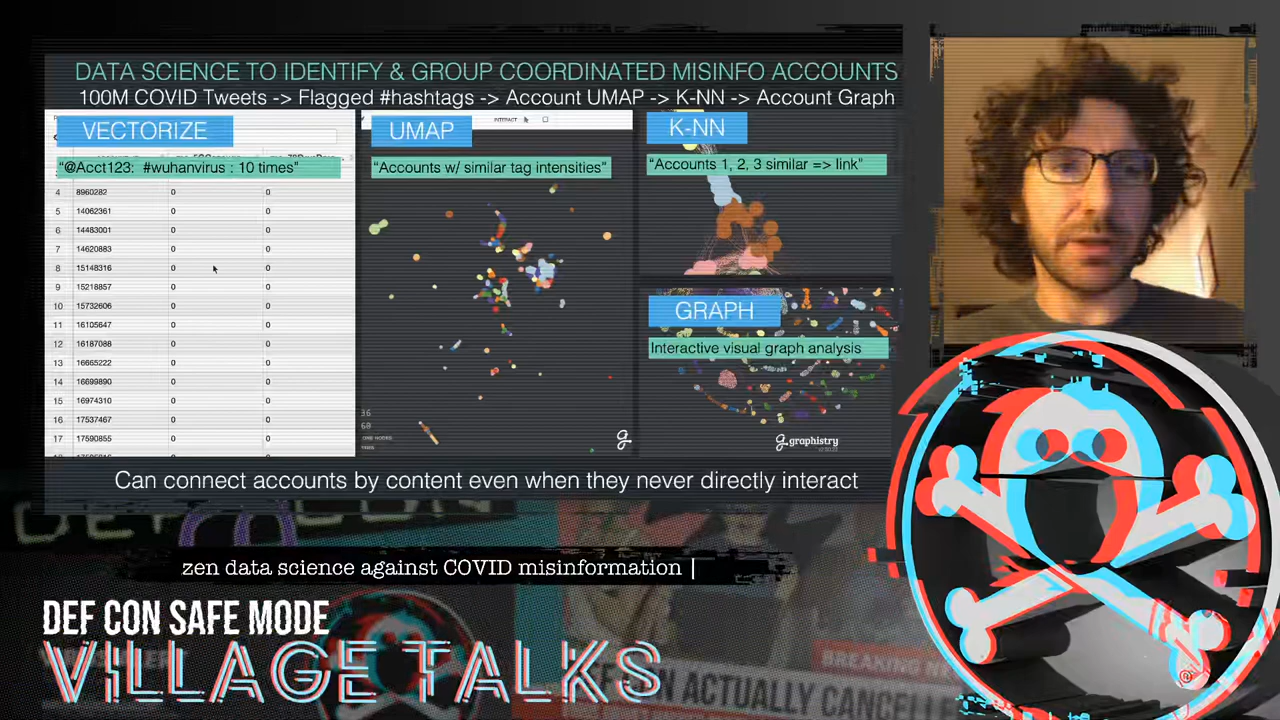 DATA SCIENCE TO IDENTIFY & GROUP COORDINATED MISINFO ACCOUNTS
100M COVID Tweets -> Flagged #hashtags -> Account UMAP -> K-NN -> Account Graph
VECTORIZE
"@Acct123: #wuhanvirus : 10 times"
4 8960282 0 0
5 14062361 0 0
6 14483001 0 0
7 14620883 0 0
8 15148316 0 0
9 15218857 0 0
10 15732606 0 0
11 16105647 0 0
12 16187088 0 0
13 16665222 0 0
14 16699890 0 0
15 16974310 0 0
16 17537467 0 0
17 17590855 0 0
INTERACT
UMAP
"Accounts w/ similar tag intensities"
36
68
K-NN
"Accounts 1, 2, 3 similar => link"
GRAPH
Interactive visual graph analysis
graphistry
Can connect accounts by content even when they never directly interact
zen data science against COVID misinformation |
DEF CON SAFE MODE
VILLAGE TALKS
DEF CON
BREAKING
CON ACTUALLY CANCELLE